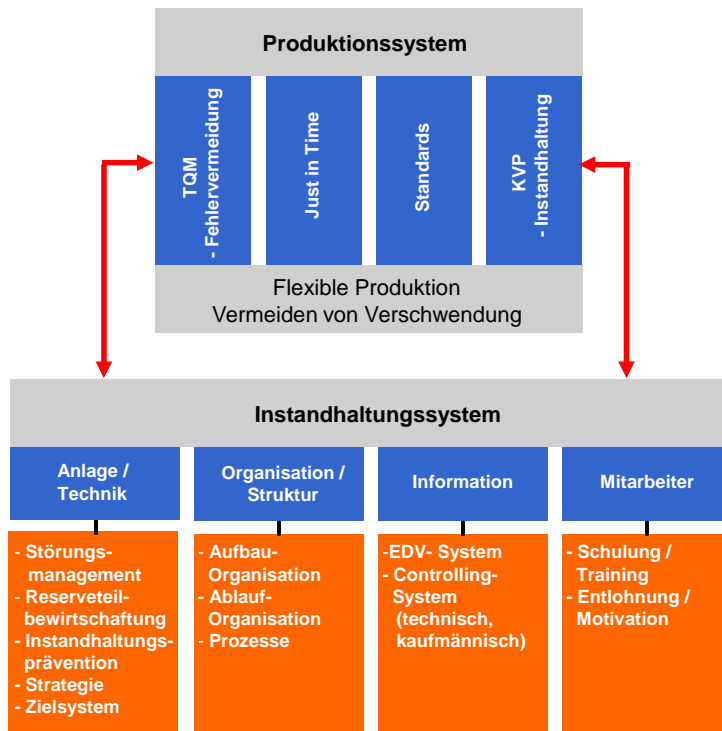 Produktionssystem
TQM
- Fehlervermeidung
Just in Time
Standards
KVP
- Instandhaltung
Flexible Produktion
Vermeiden von Verschwendung
Instandhaltungssystem
Anlage /
Technik
Organisation /
Struktur
Information
Mitarbeiter
- Störungs-
management
- Reserveteil-
bewirtschaftung
- Instandhaltungs-
prävention
- Strategie
- Zielsystem
- Aufbau-
Organisation
- Ablauf-
Organisation
- Prozesse
-EDV- System
- Controlling-
System
(technisch,
kaufmännisch)
- Schulung /
Training
- Entlohnung /
Motivation